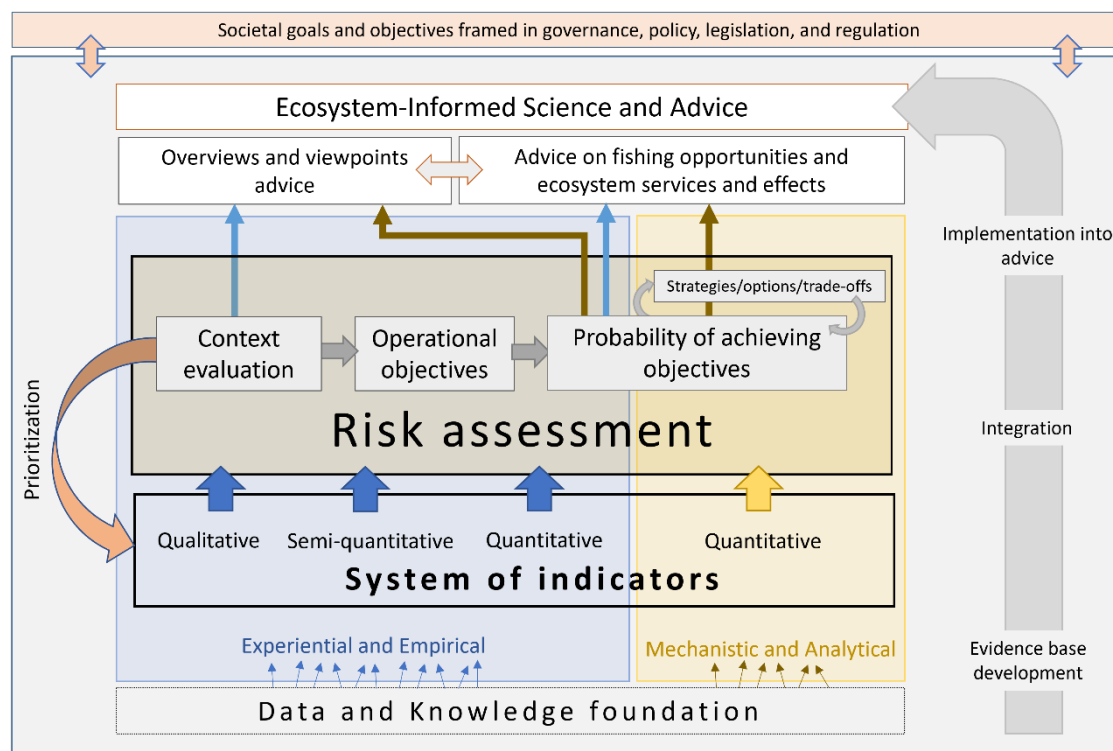 Societal goals and objectives framed in governance, policy, legislation, and regulation
Ecosystem-Informed Science and Advice
Overviews and viewpoints
advice
Advice on fishing opportunities and
ecosystem services and effects
Implementation into
advice
Strategies/options/trade-offs
Context
evaluation
Operational
objectives
Probability of achieving
objectives
Risk assessment
Integration
Prioritization
Qualitative
Semi-quantitative
Quantitative
Quantitative
System of indicators
Experiential and Empirical
Mechanistic and Analytical
Evidence base
development
Data and Knowledge foundation